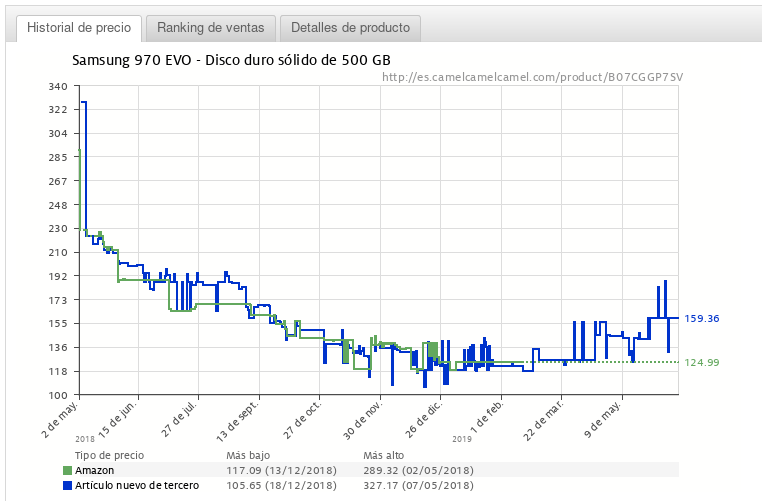 Historial de precio
Ranking de ventas
Detalles de producto
Samsung 970 EVO - Disco duro sólido de 500 GB
http://es.camelcamelcamel.com/product/B07CGGP7SV
340
322
304
285
267
248
230
210
192
173
155
136
118
100
159.36
124.99
2 de may.
15 de jun.
27 de jul.
13 de sept.
27 de oct.
30 de nov.
26 de dic.
1 de feb.
22 de mar.
9 de may.
2018
2019
Tipo de precio Más bajo Más alto
Amazon 117.09 (13/12/2018) 289.32 (02/05/2018)
Artículo nuevo de tercero 105.65 (18/12/2018) 327.17 (07/05/2018)